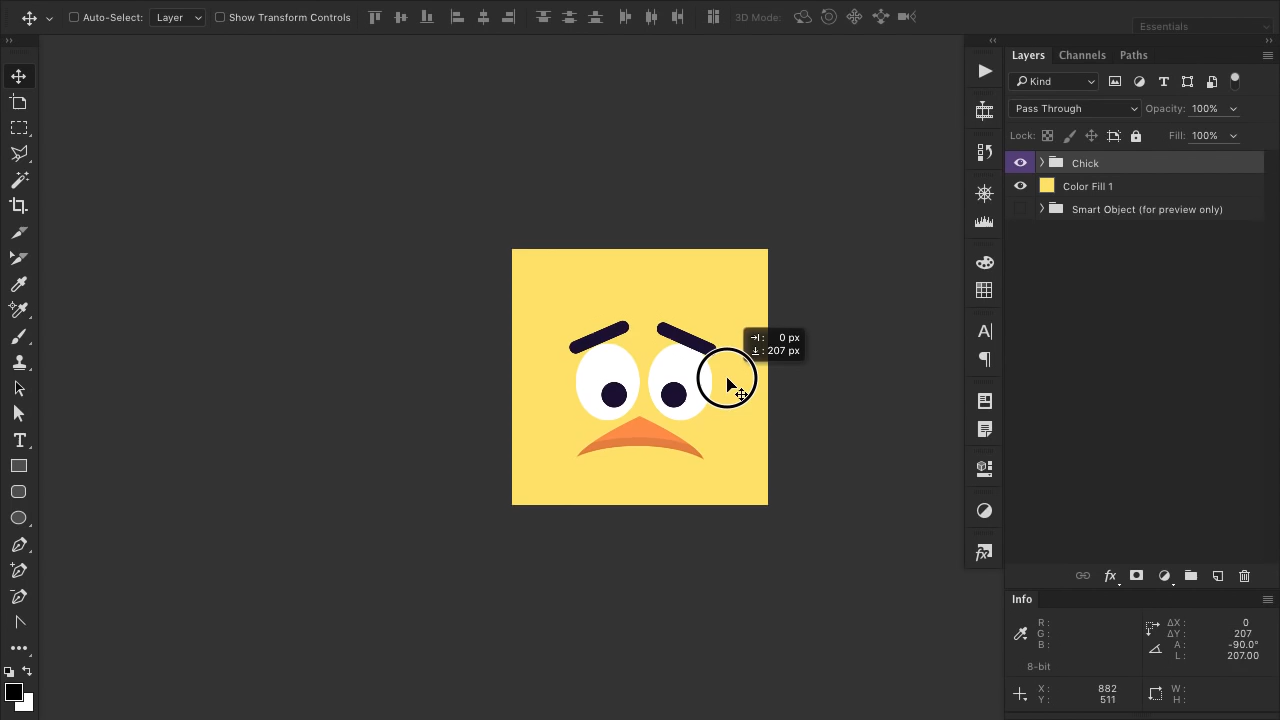 Auto-Select: Layer Show Transform Controls 3D Mode:
Essentials
Layers Channels Paths
Kind
Pass Through Opacity: 100%
Lock: Fill: 100%
Chick
Color Fill 1
Smart Object (for preview only)
: 0 px
: 207 px
Info
R : ΔX : 0
G : ΔY : 207
B : A : -90.0°
L : 207.00
8-bit
X : 882 W :
Y : 511 H :